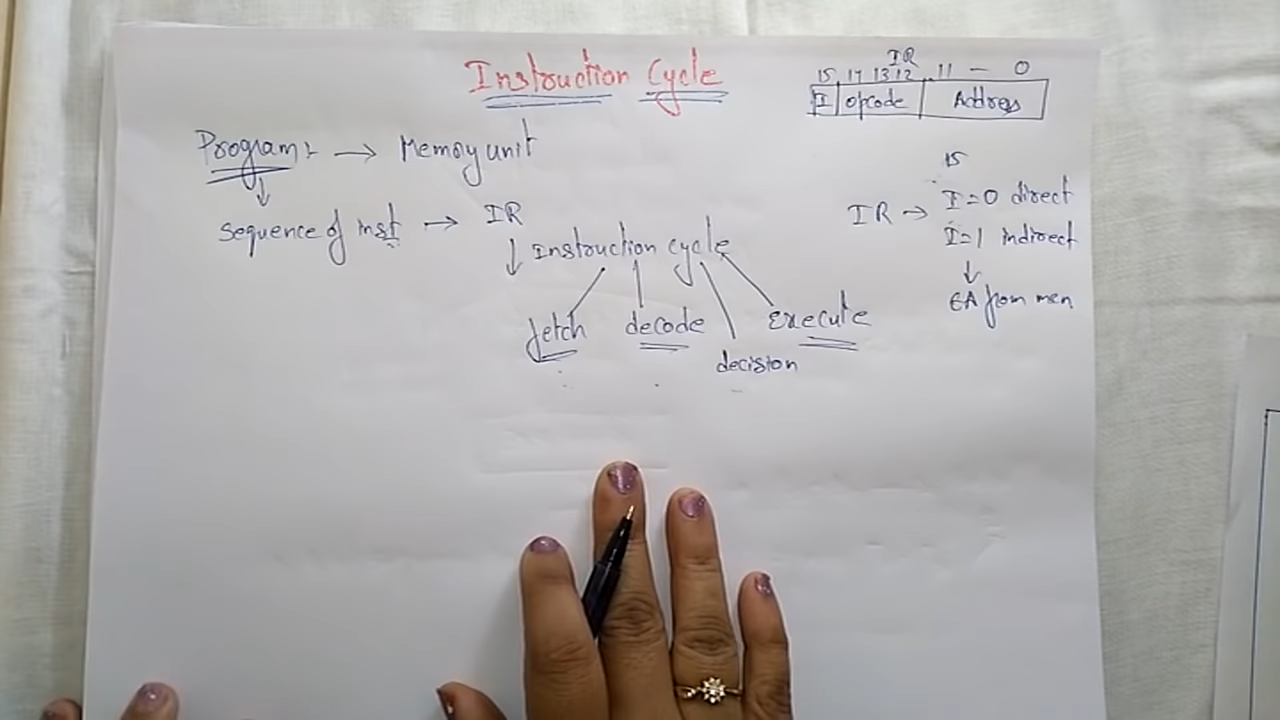 Instruction Cycle
IR
15 14 13 12 11 — 0
I opcode Address
Program :- → Memoy unit
↓
Sequence of inst → IR
15
IR → I=0 direct
I=1 indirect
↓
EA from mem
↓ Instruction cycle
fetch decode Execute
decision